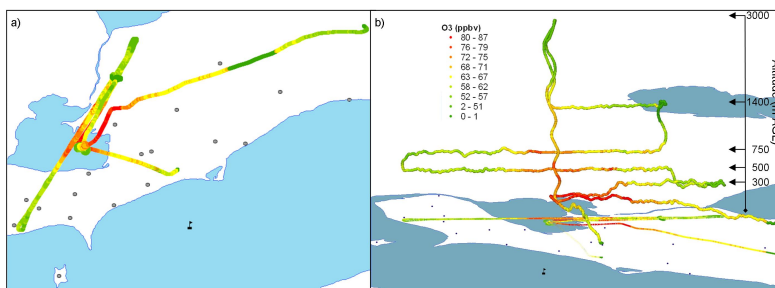 a)
b)
O3 (ppbv)
80 - 87
76 - 79
72 - 75
68 - 71
63 - 67
58 - 62
52 - 57
2 - 51
0 - 1
3000
1400
750
500
300